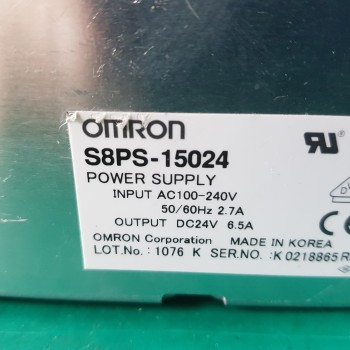 OMRON
S8PS-15024
POWER SUPPLY
INPUT AC100-240V
50/60Hz 2.7A
OUTPUT DC24V 6.5A
OMRON Corporation MADE IN KOREA
LOT.No.: 1076 K SER.NO.:K0218865R